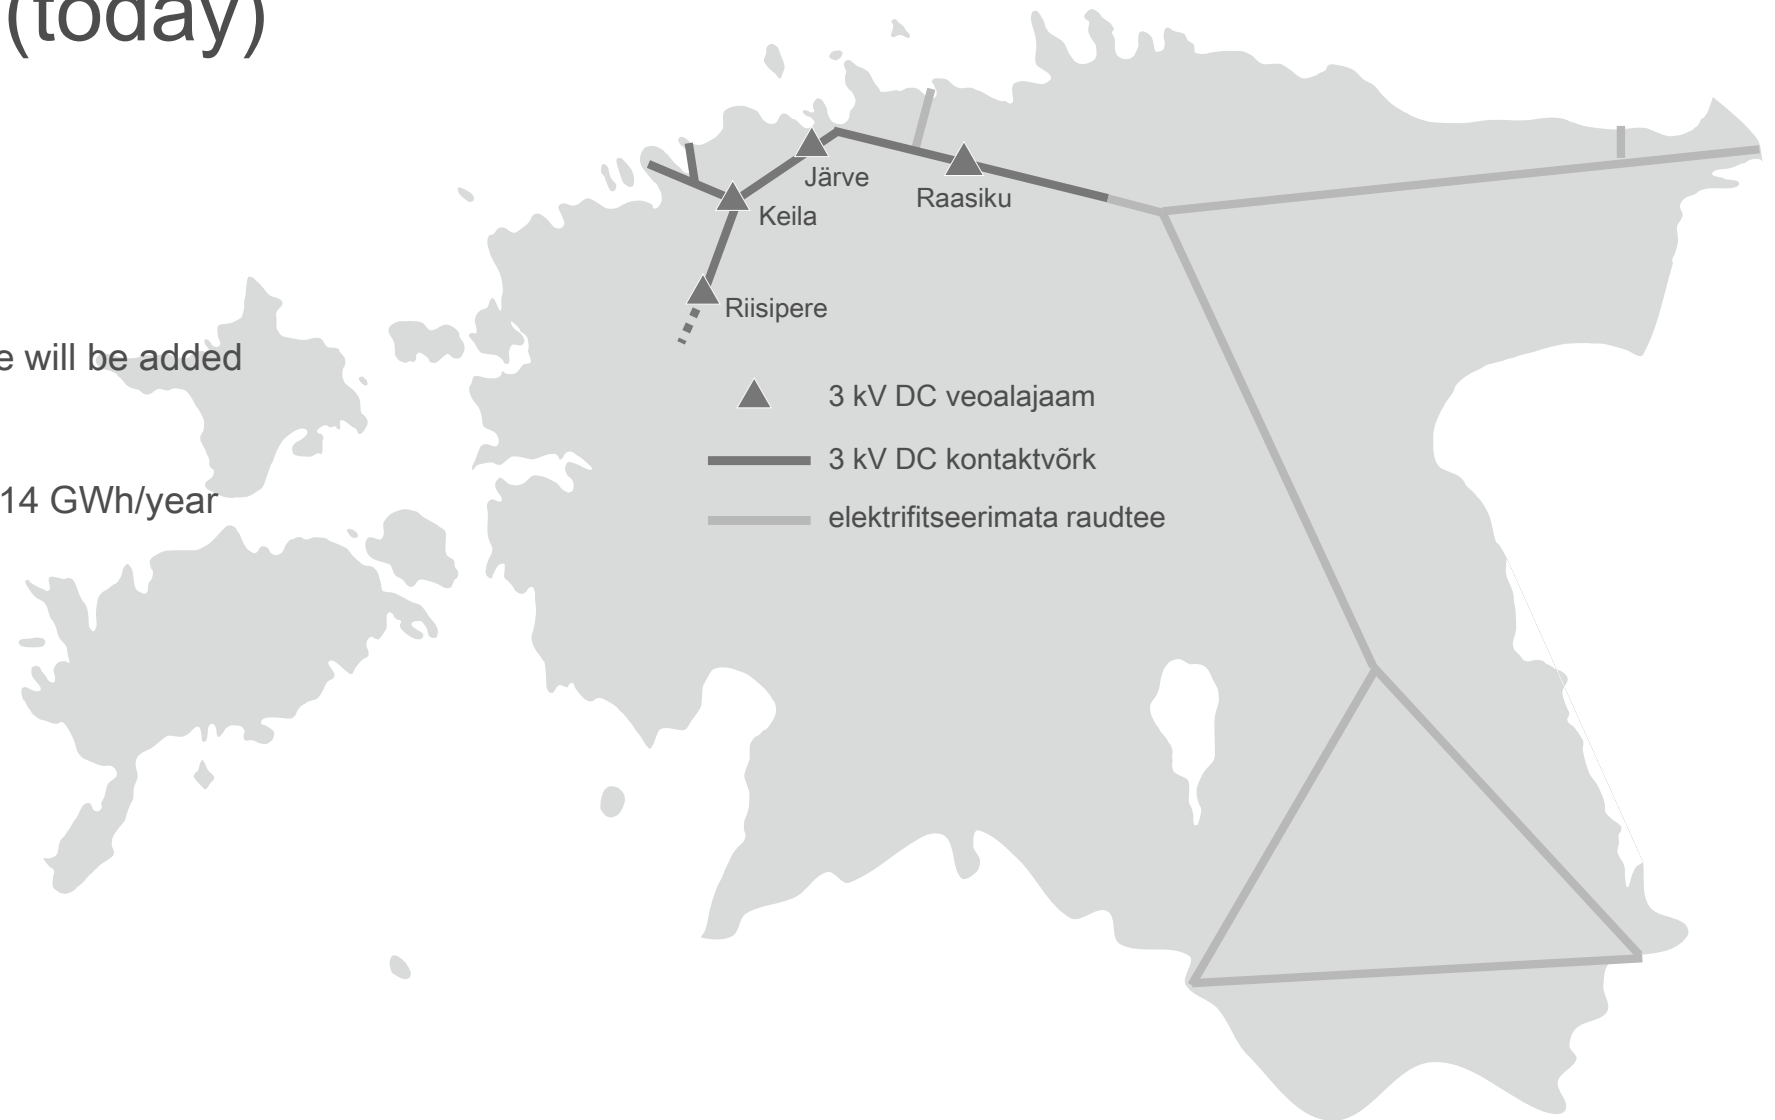 (today)
Järve
Raasiku
Keila
Riisipere
will be added
3 kV DC veoalajaam
3 kV DC kontaktvõrk
14 GWh/year
elektrifitseerimata raudtee